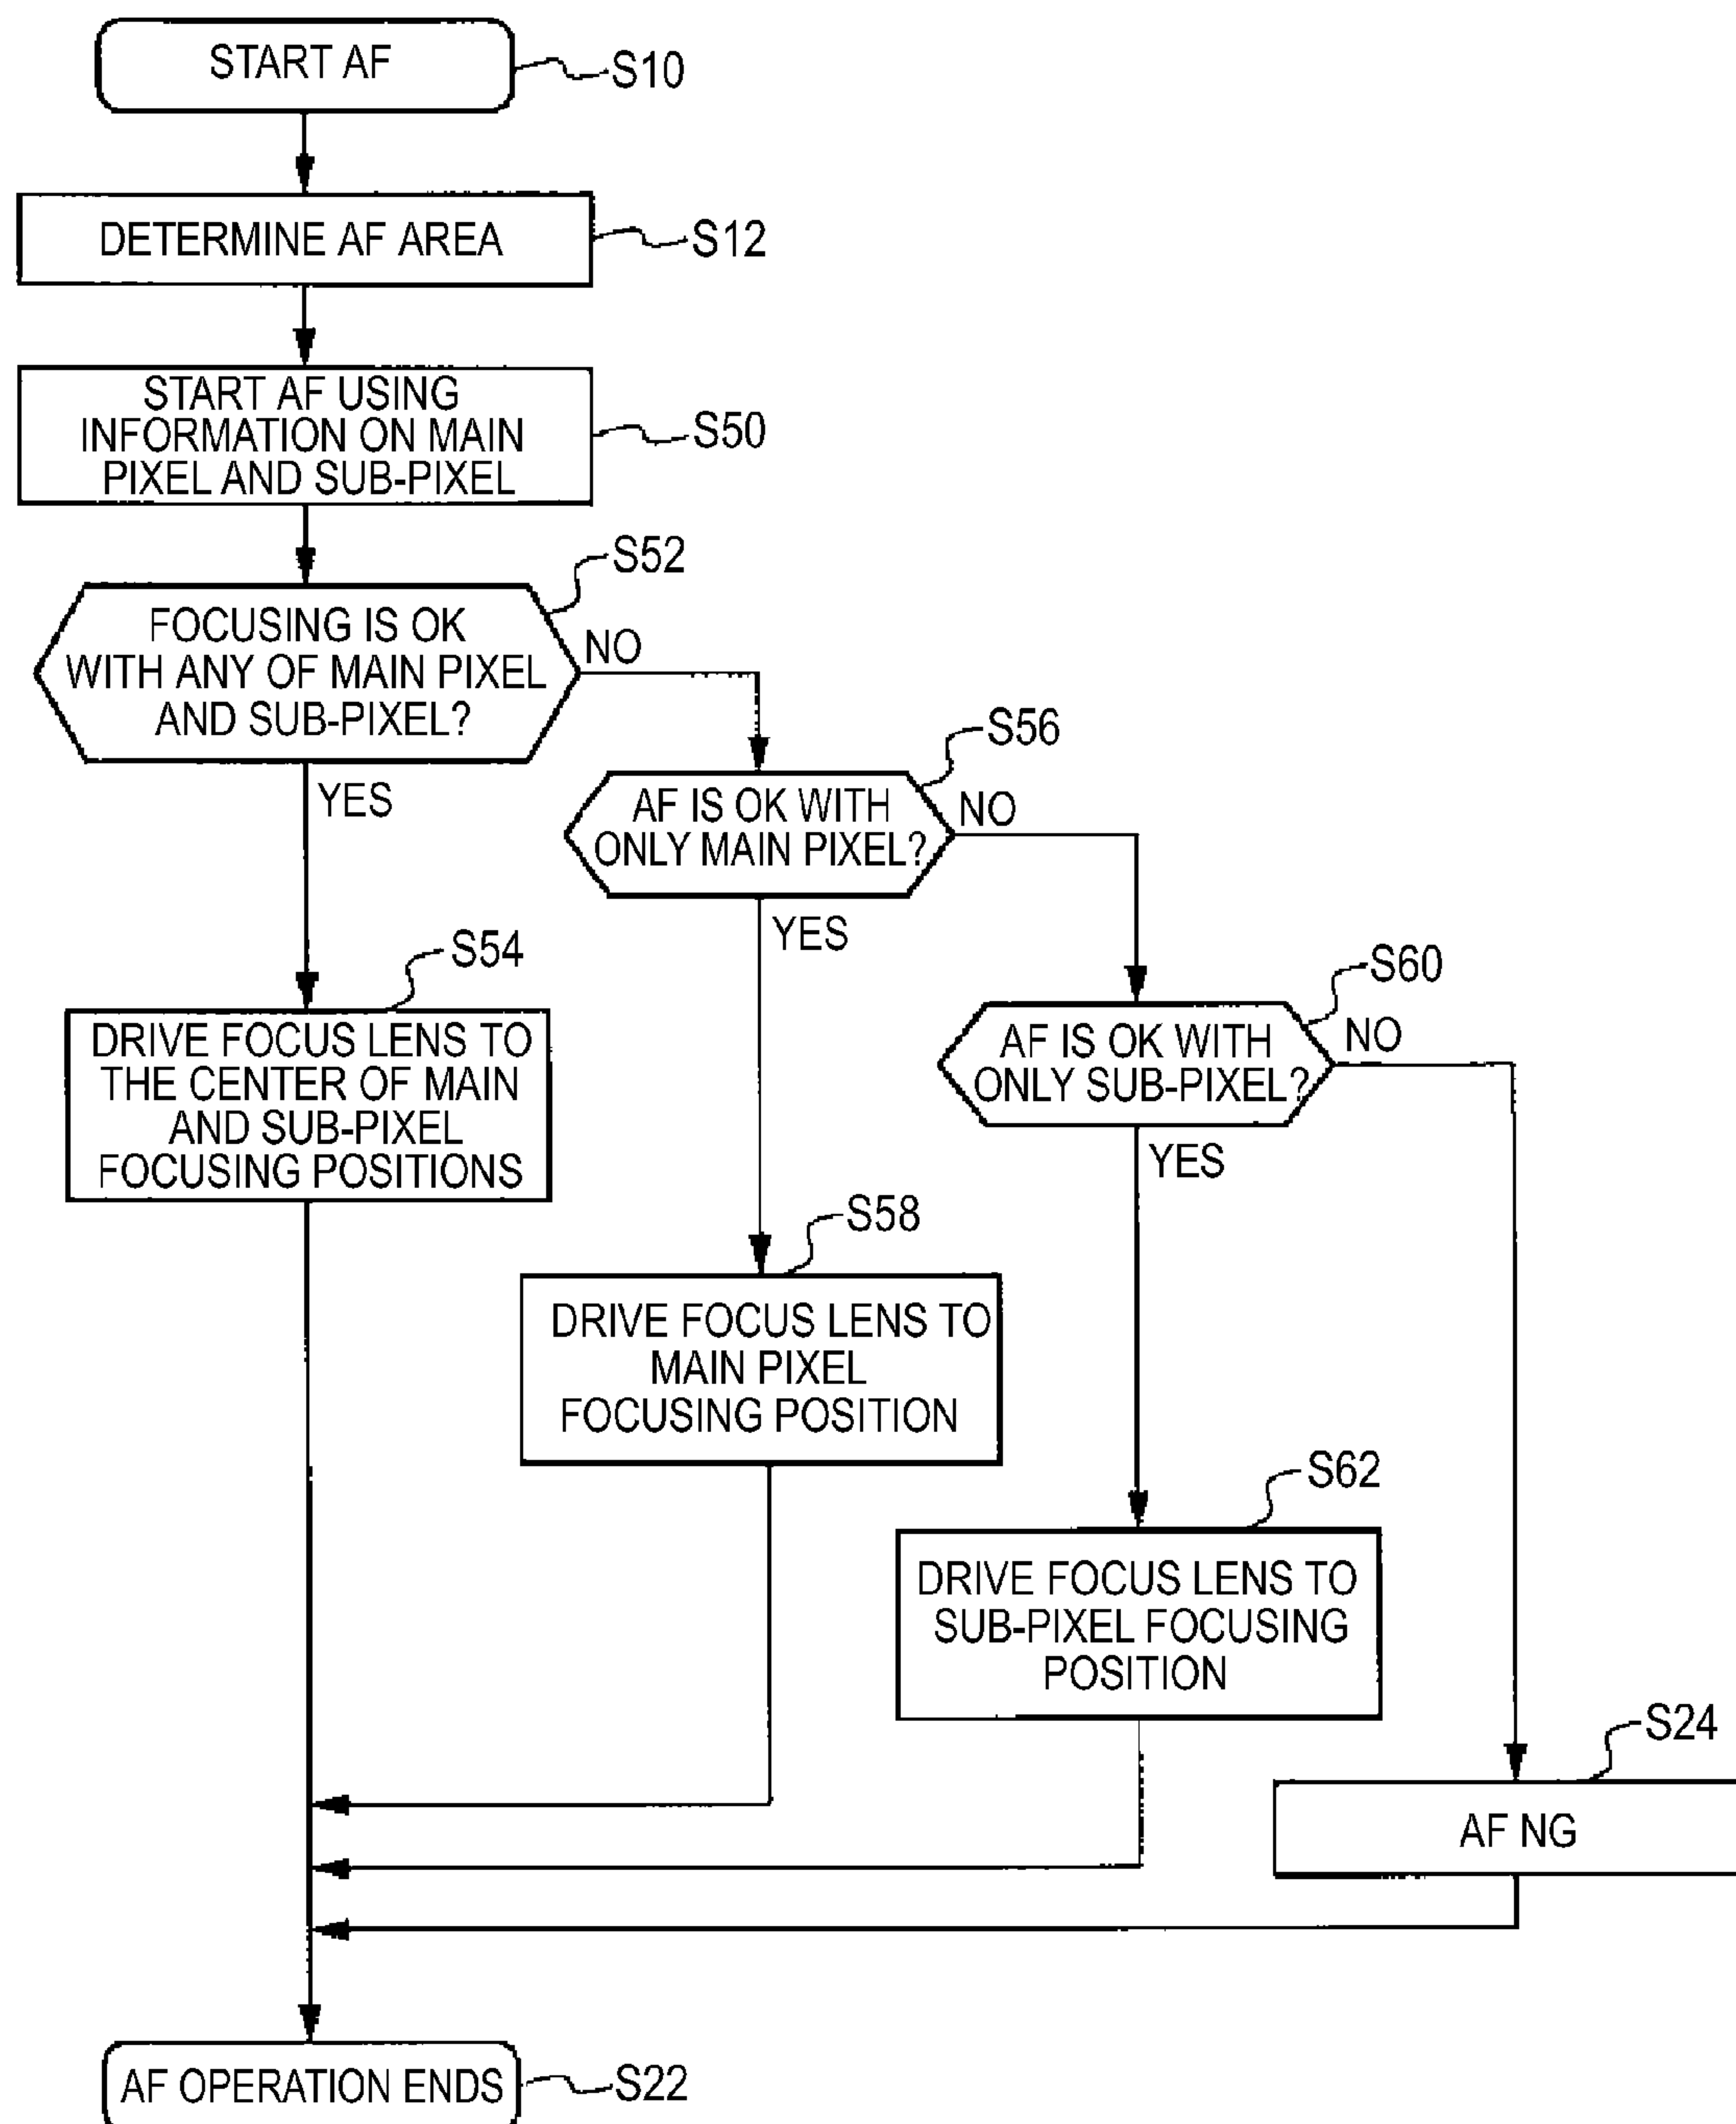 START AF
S10
DETERMINE AF AREA
S12
START AF USING
INFORMATION ON MAIN
PIXEL AND SUB-PIXEL
S50
S52
FOCUSING IS OK
WITH ANY OF MAIN PIXEL
AND SUB-PIXEL?
NO
YES
S56
AF IS OK WITH
ONLY MAIN PIXEL?
NO
YES
S54
DRIVE FOCUS LENS TO
THE CENTER OF MAIN
AND SUB-PIXEL
FOCUSING POSITIONS
S60
AF IS OK WITH
ONLY SUB-PIXEL?
NO
YES
S58
DRIVE FOCUS LENS TO
MAIN PIXEL
FOCUSING POSITION
S62
DRIVE FOCUS LENS TO
SUB-PIXEL FOCUSING
POSITION
S24
AF NG
AF OPERATION ENDS
S22